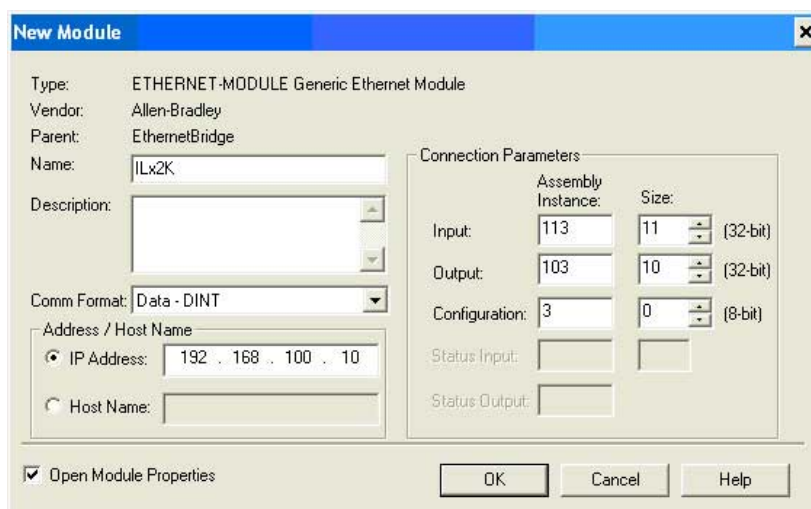 New Module
Type: ETHERNET-MODULE Generic Ethernet Module
Vendor: Allen-Bradley
Parent: EthernetBridge
Name: ILx2K
Description:
Comm Format: Data - DINT
Address / Host Name
IP Address: 192 . 168 . 100 . 10
Host Name:
Connection Parameters
Assembly
Instance: Size:
Input: 113 11 (32-bit)
Output: 103 10 (32-bit)
Configuration: 3 0 (8-bit)
Status Input:
Status Output:
Open Module Properties
OK Cancel Help